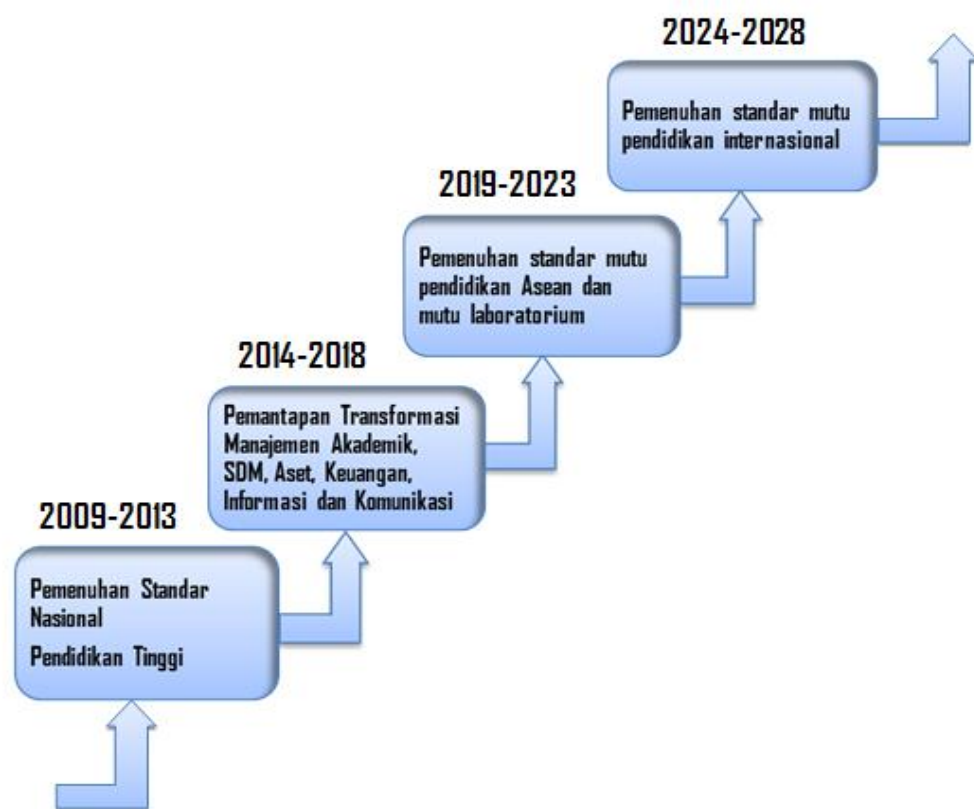 2024-2028
Pemenuhan standar mutu
pendidikan internasional
2019-2023
Pemenuhan standar mutu
pendidikan Asean dan
mutu laboratorium
2014-2018
Pemantapan Transformasi
Manajemen Akademik,
SDM, Aset, Keuangan,
Informasi dan Komunikasi
2009-2013
Pemenuhan Standar
Nasional
Pendidikan Tinggi